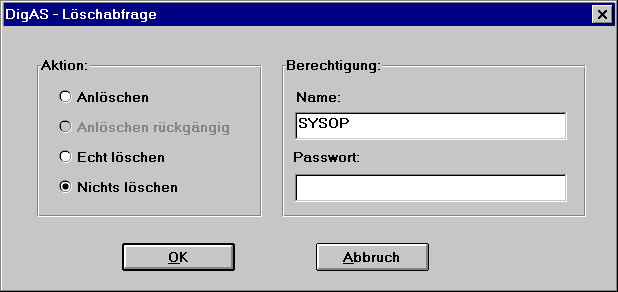 DigAS - Löschabfrage
Aktion:
Anlöschen
Anlöschen rückgängig
Echt löschen
Nichts löschen
Berechtigung:
Name:
SYSOP
Passwort:
OK
Abbruch